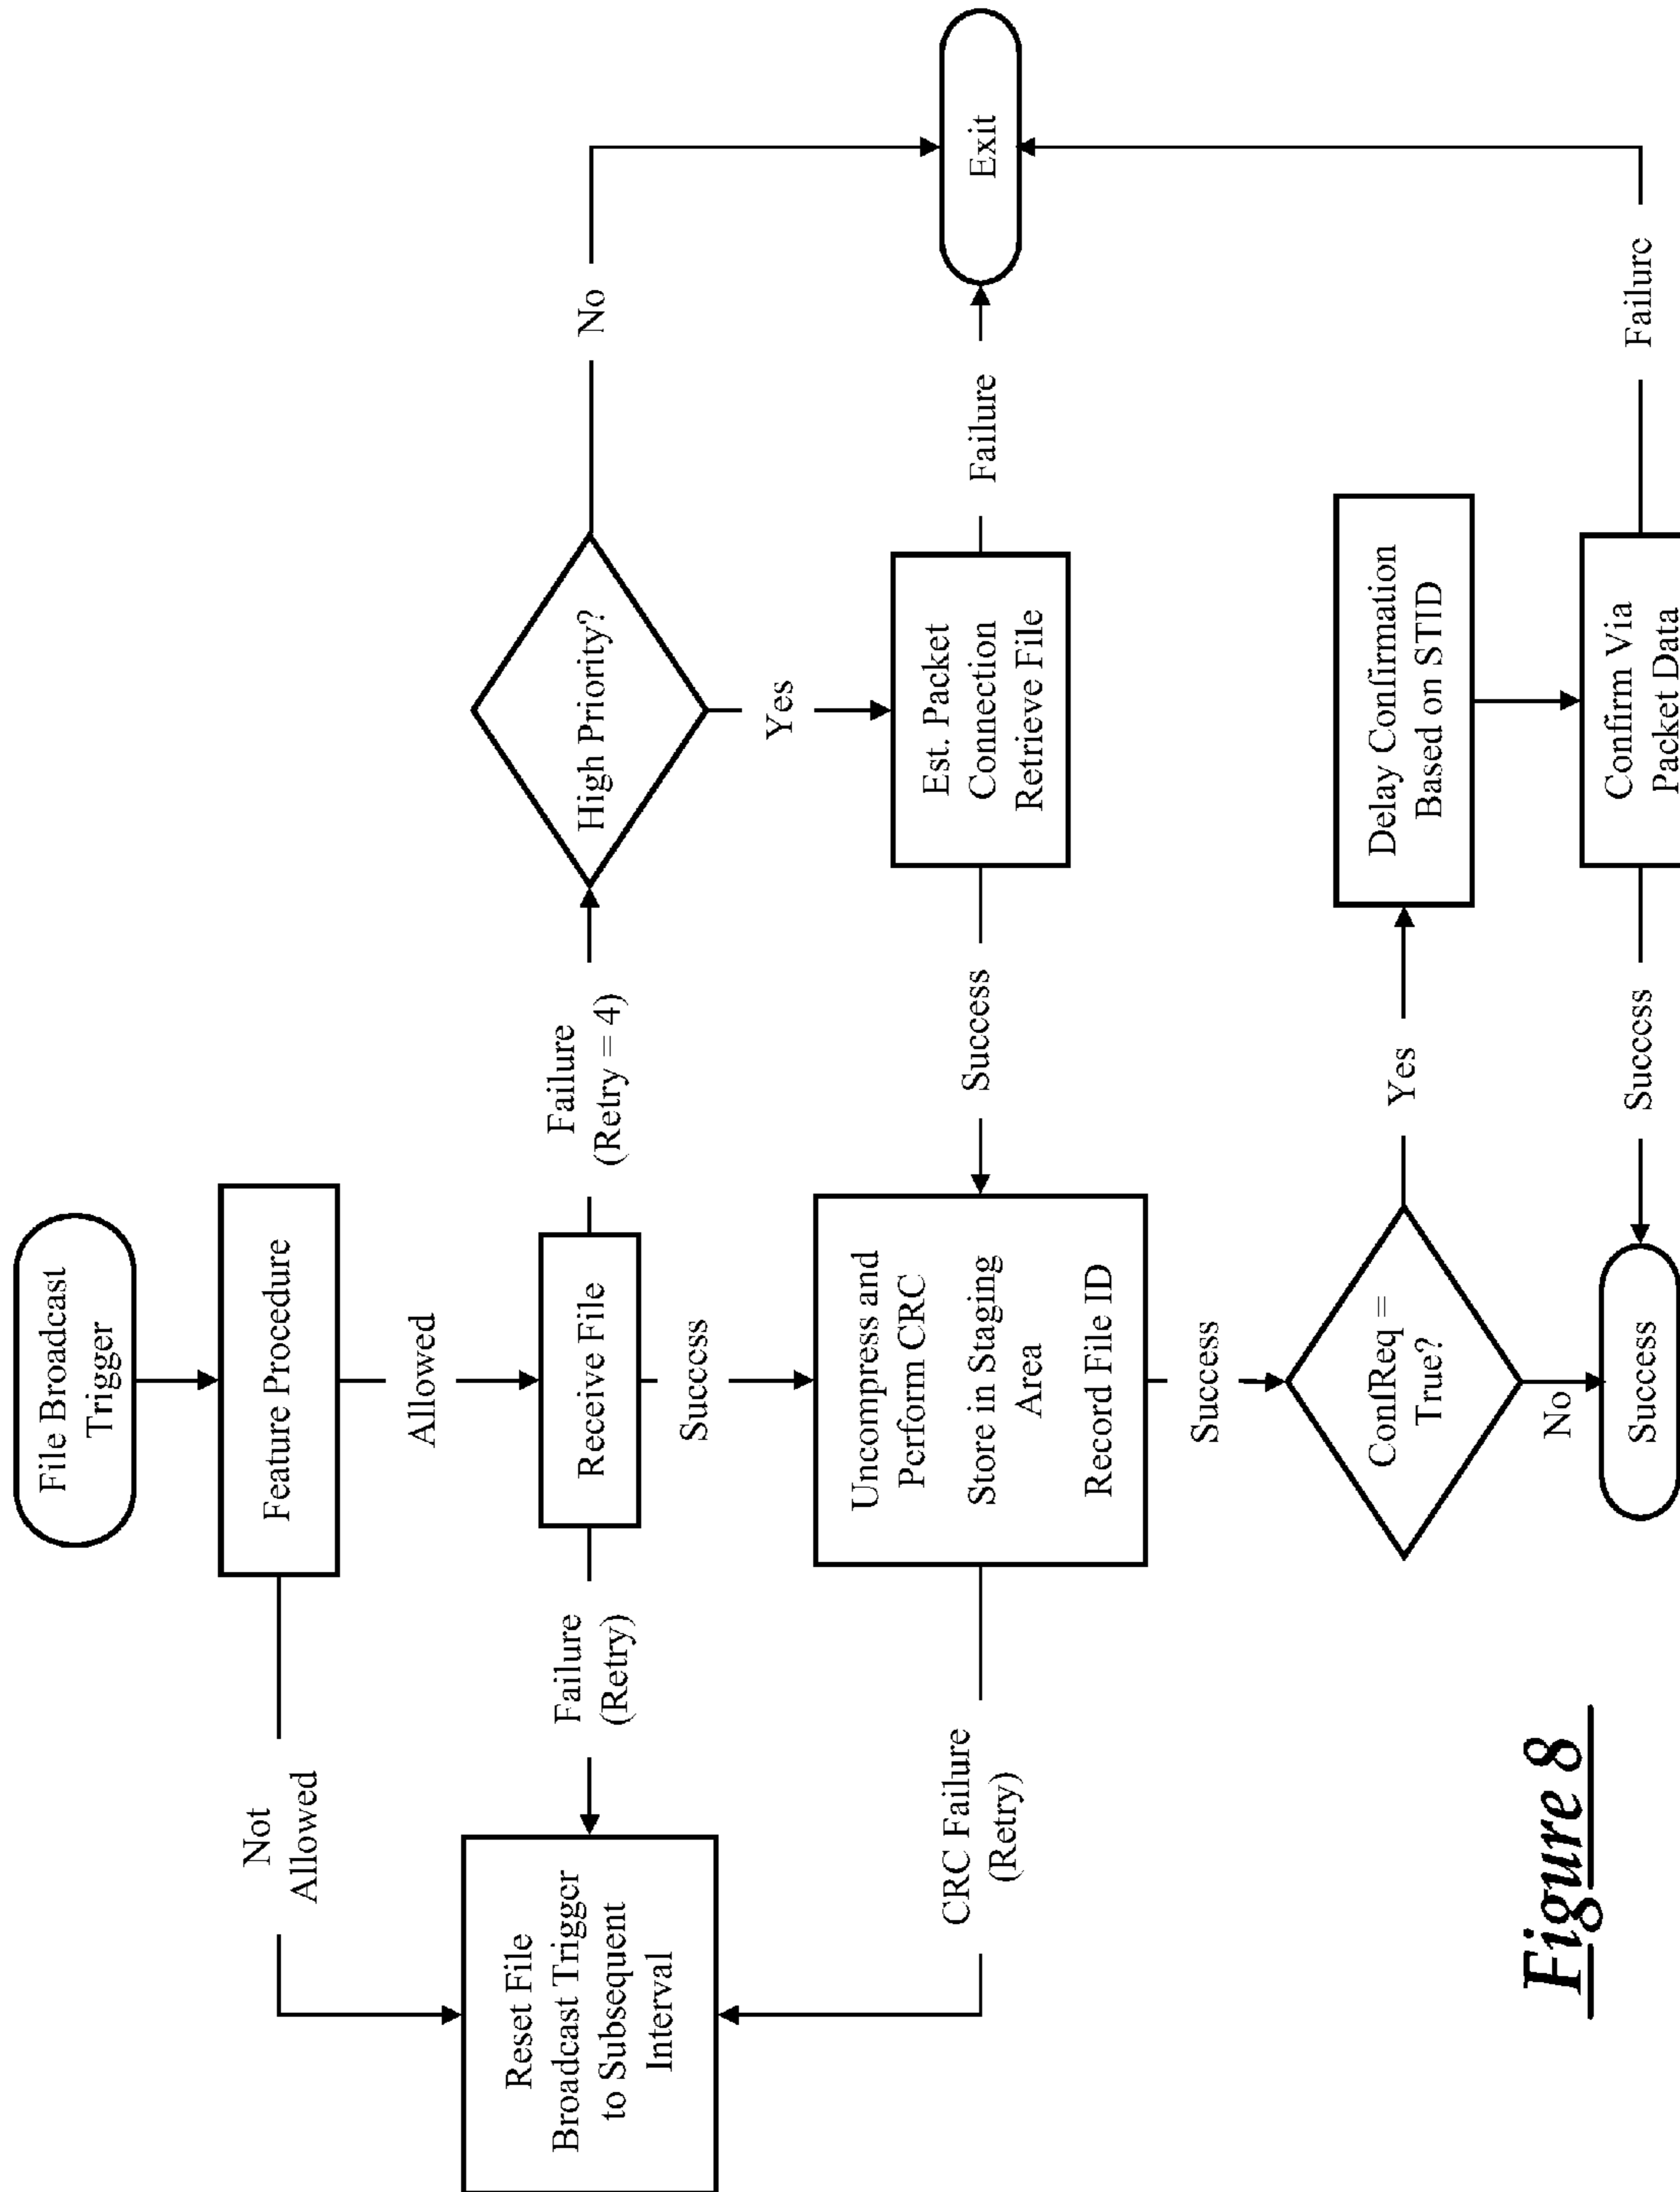 File Broadcast
Trigger
Feature Procedure
Not
Allowed
Allowed
Reset File
Broadcast Trigger
to Subsequent
Interval
Failure
(Retry)
Receive File
Failure
(Retry = 4)
High Priority?
No
Success
Yes
CRC Failure
(Retry)
Uncompress and
Perform CRC
Store in Staging
Area
Record File ID
Success
Est. Packet
Connection
Retrieve File
Failure
Exit
Success
ConfReq =
True?
Yes
Delay Confirmation
Based on STID
No
Success
Success
Confirm Via
Packet Data
Failure
Figure 8